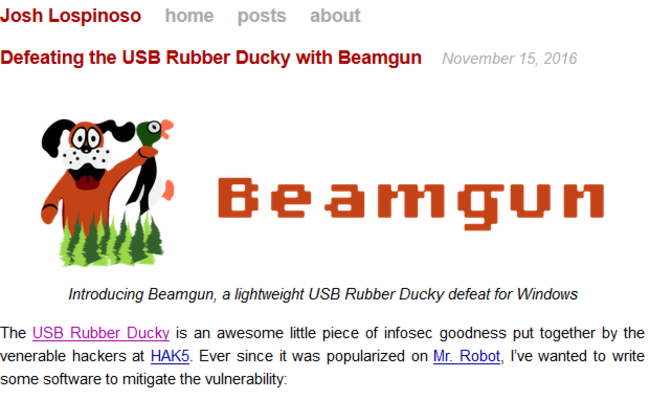 Josh Lospinoso home posts about
Defeating the USB Rubber Ducky with Beamgun November 15, 2016
Beamgun
Introducing Beamgun, a lightweight USB Rubber Ducky defeat for Windows
The USB Rubber Ducky is an awesome little piece of infosec goodness put together by the
venerable hackers at HAK5. Ever since it was popularized on Mr. Robot, I've wanted to write
some software to mitigate the vulnerability: